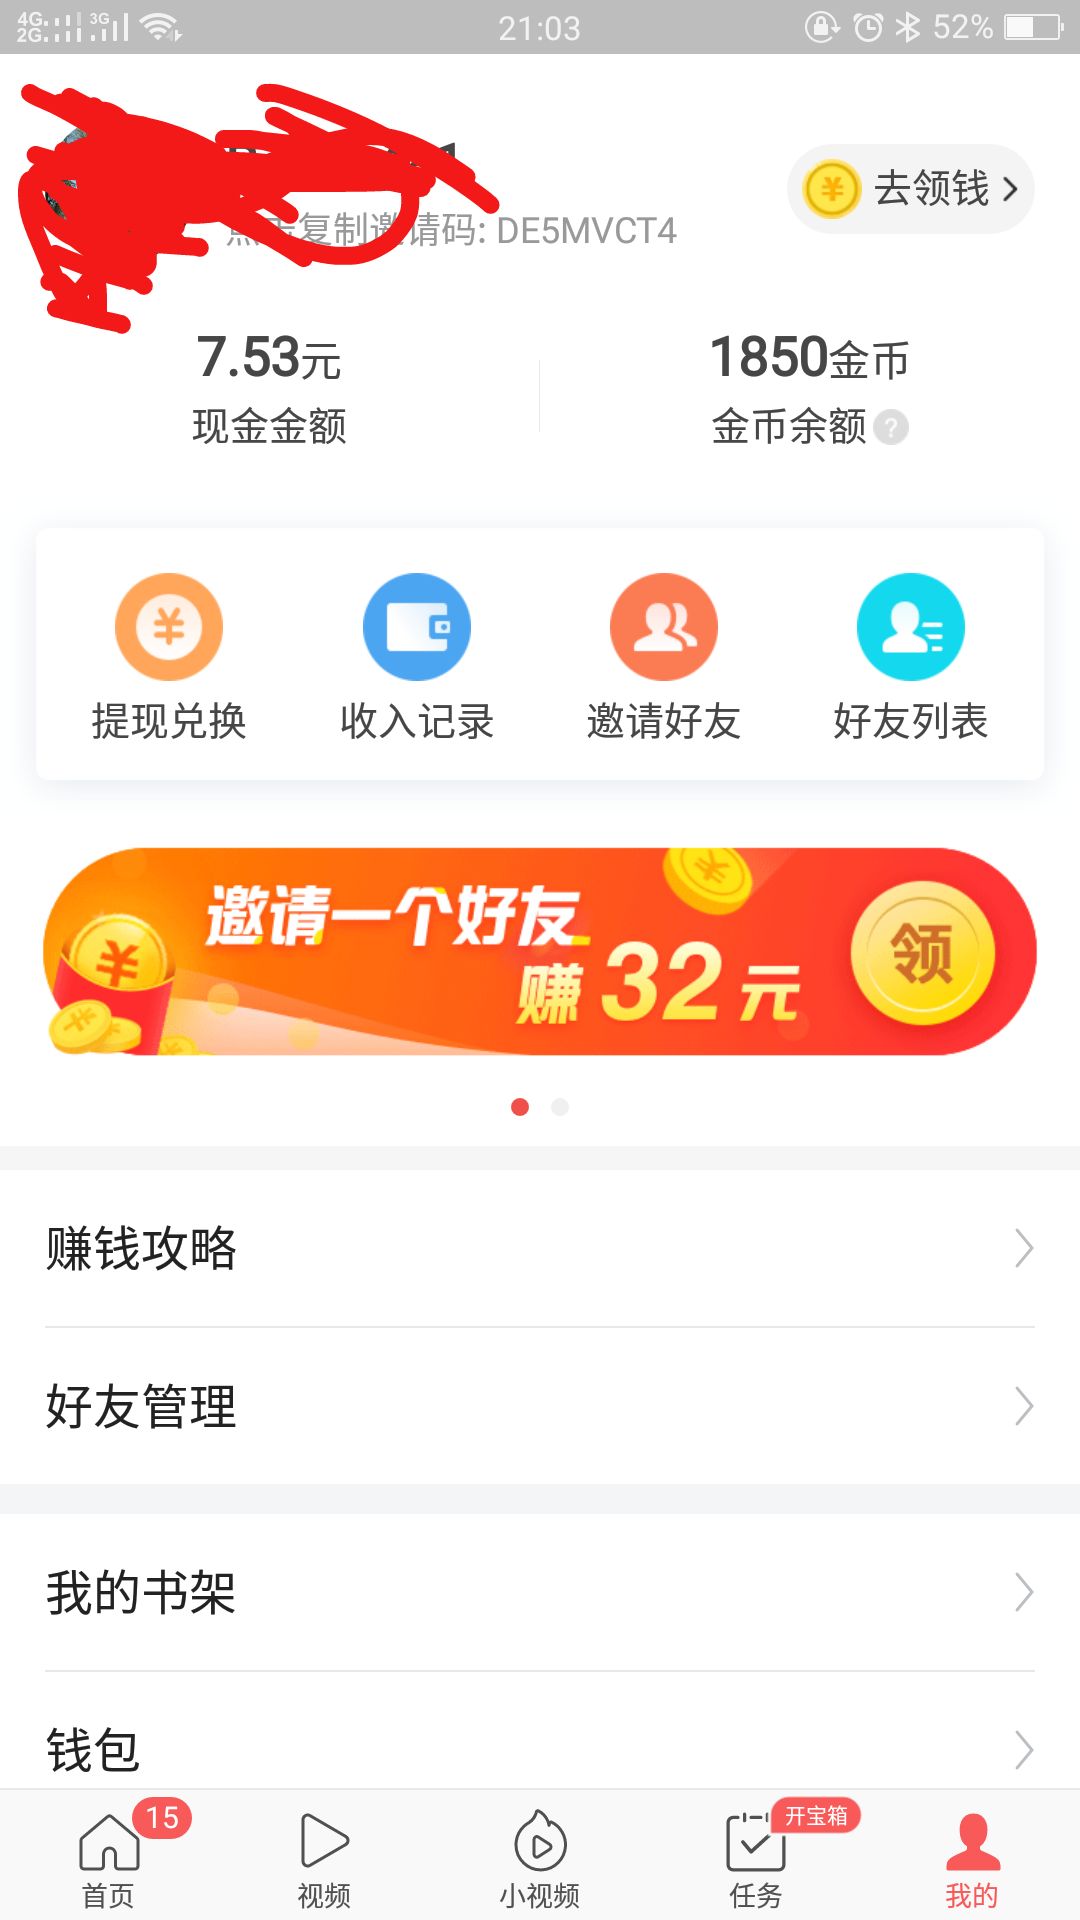 4G 3G
2G
21:03
52%
去领钱
复制邀请码: DE5MVCT4
7.53元
1850金币
现金金额
金币余额 ?
提现兑换
收入记录
邀请好友
好友列表
邀请一个好友
赚32元
领
赚钱攻略
好友管理
我的书架
钱包
15
开宝箱
首页
视频
小视频
任务
我的